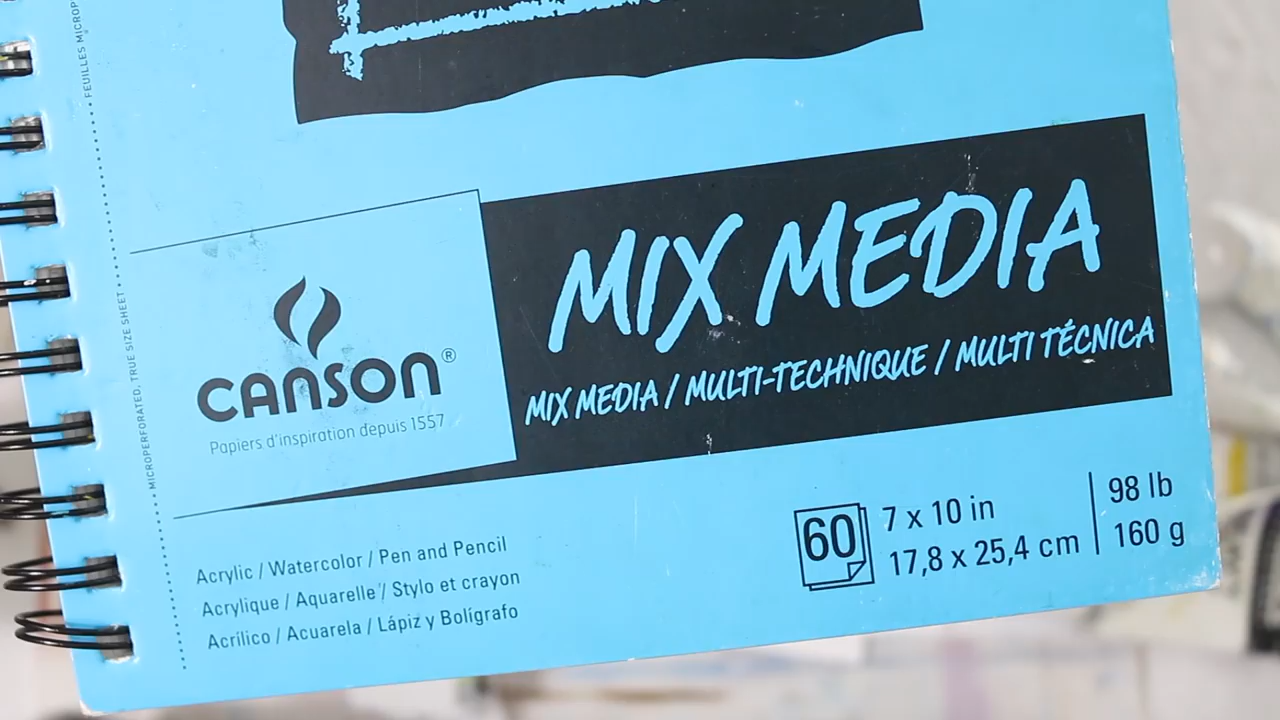 FEUILLES MICROP
MICROPERFORATED, TRUE SIZE SHEET
MIX MEDIA
MIX MEDIA / MULTI-TECHNIQUE / MULTI TÉCNICA
CANSON®
Papiers d'inspiration depuis 1557
Acrylic / Watercolor / Pen and Pencil
Acrylique / Aquarelle / Stylo et crayon
Acrílico / Acuarela / Lápiz y Bolígrafo
60
7 x 10 in
17,8 x 25,4 cm
98 lb
160 g